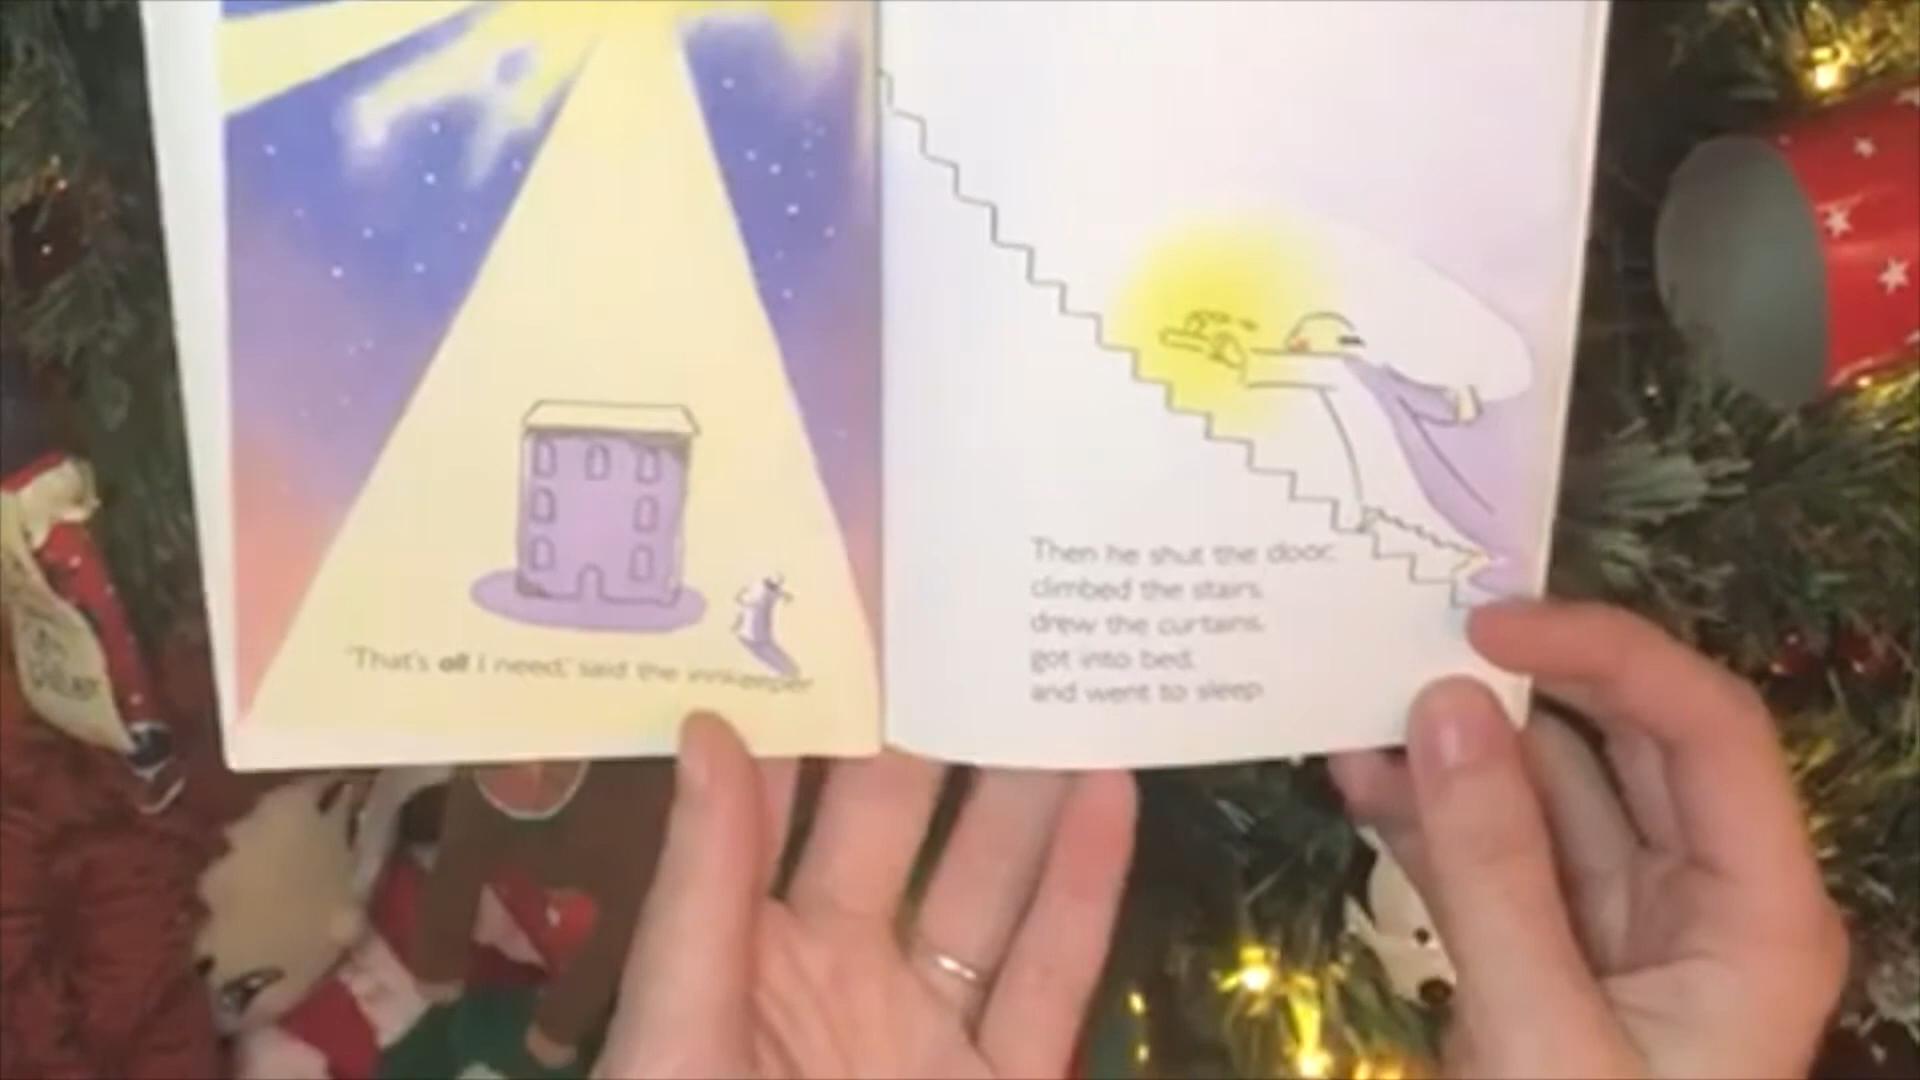 'That's all I need,' said the innkeeper.
Then he shut the door,
climbed the stairs,
drew the curtains,
got into bed,
and went to sleep